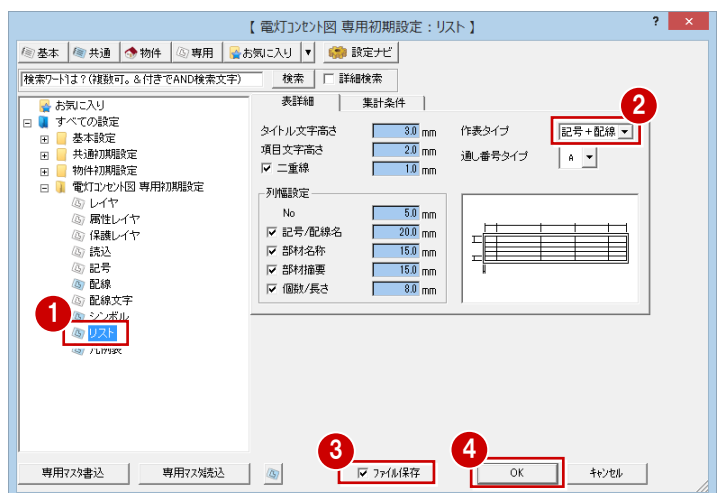 【 電灯コンセント図 専用初期設定：リスト 】
? ×
基本 共通 物件 専用 お気に入り ▼ 設定ナビ
検索ワードは？(複数可。&付きでAND検索文字) 検索 詳細検索
お気に入り
すべての設定
基本設定
共通初期設定
物件初期設定
電灯コンセント図 専用初期設定
レイヤ
属性レイヤ
保護レイヤ
読込
記号
配線
配線文字
シンボル
1
リスト
凡例表
表詳細 集計条件
タイトル文字高さ 3.0 mm
項目文字高さ 2.0 mm
二重線 1.0 mm
列幅設定
No 5.0 mm
記号/配線名 20.0 mm
部材名称 15.0 mm
部材摘要 15.0 mm
個数/長さ 8.0 mm
2
作表タイプ 記号＋配線
通し番号タイプ A
3 4
専用マスタ書込 専用マスタ読込 ファイル保存 OK キャンセル